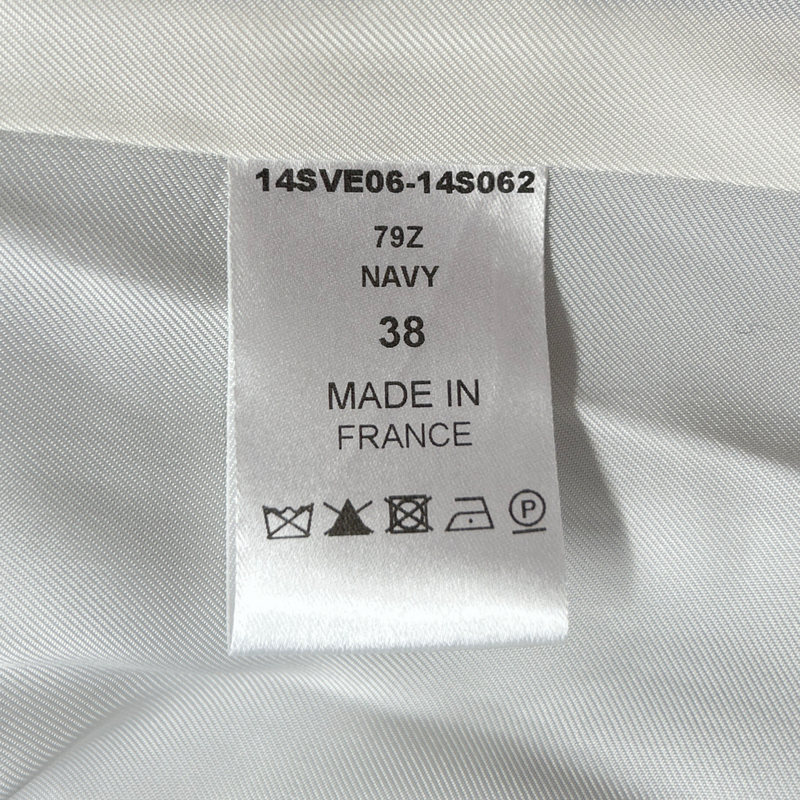 14SVE06-14S062
79Z
NAVY
38
MADE IN
FRANCE
P